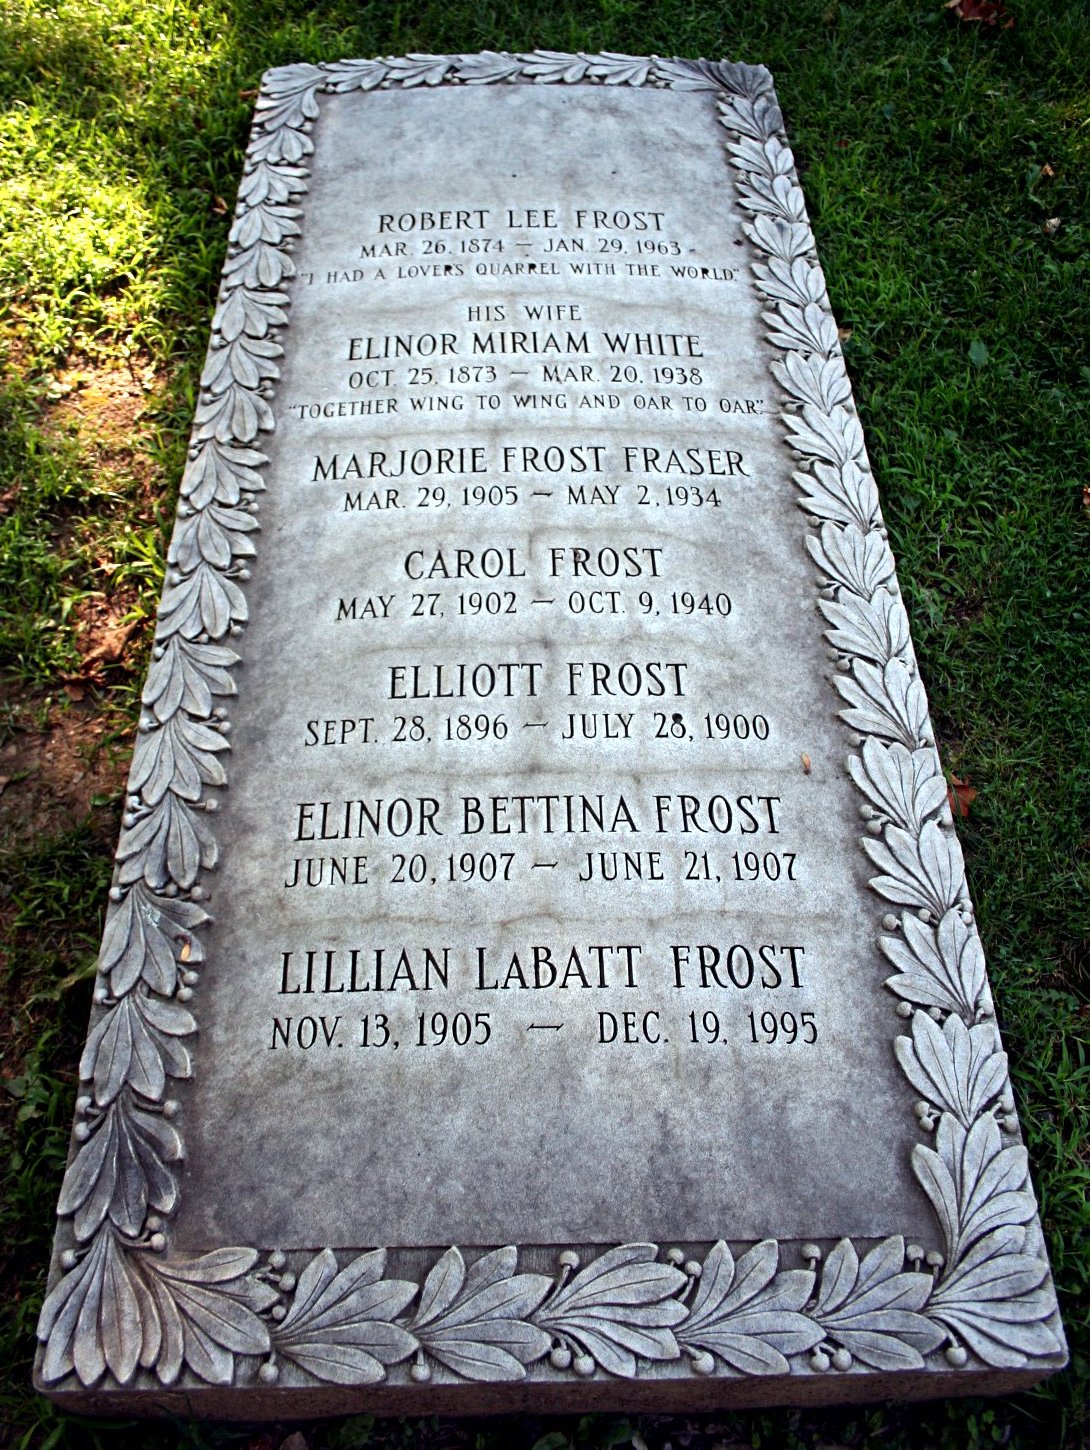 ROBERT LEE FROST
MAR. 26, 1874 – JAN. 29, 1963
"I HAD A LOVERS QUARREL WITH THE WORLD"
HIS WIFE
ELINOR MIRIAM WHITE
OCT. 25, 1873 – MAR. 20, 1938
"TOGETHER WING TO WING AND OAR TO OAR"
MARJORIE FROST FRASER
MAR. 29, 1905 – MAY 2, 1934
CAROL FROST
MAY 27, 1902 – OCT. 9, 1940
ELLIOTT FROST
SEPT. 28, 1896 – JULY 28, 1900
ELINOR BETTINA FROST
JUNE 20, 1907 – JUNE 21, 1907
LILLIAN LABATT FROST
NOV. 13, 1905 – DEC. 19, 1995